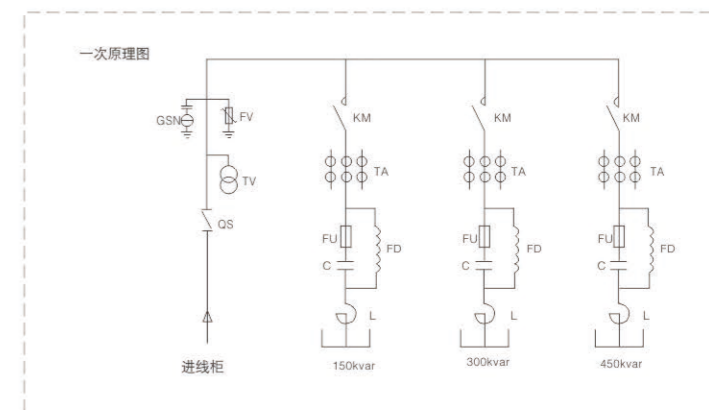 一次原理图
GSN
FV
TV
QS
进线柜
KM
TA
FU
FD
C
L
150kvar
KM
TA
FU
FD
C
L
300kvar
KM
TA
FU
FD
C
L
450kvar